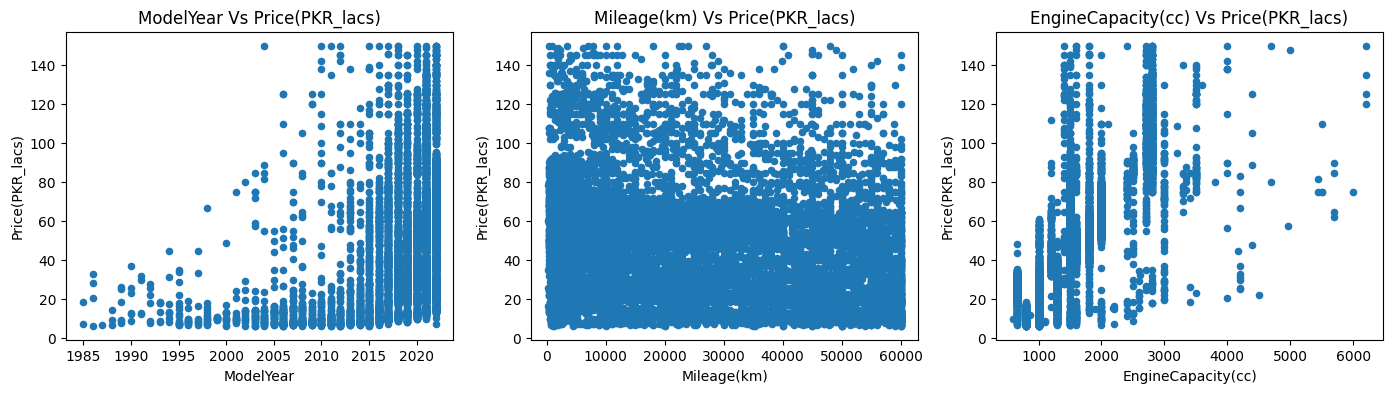 ModelYear Vs Price(PKR_lacs)
Price(PKR_lacs)
140
120
100
80
60
40
20
0
1985 1990 1995 2000 2005 2010 2015 2020
ModelYear
Mileage(km) Vs Price(PKR_lacs)
Price(PKR_lacs)
140
120
100
80
60
40
20
0
0 10000 20000 30000 40000 50000 60000
Mileage(km)
EngineCapacity(cc) Vs Price(PKR_lacs)
Price(PKR_lacs)
140
120
100
80
60
40
20
0
1000 2000 3000 4000 5000 6000
EngineCapacity(cc)